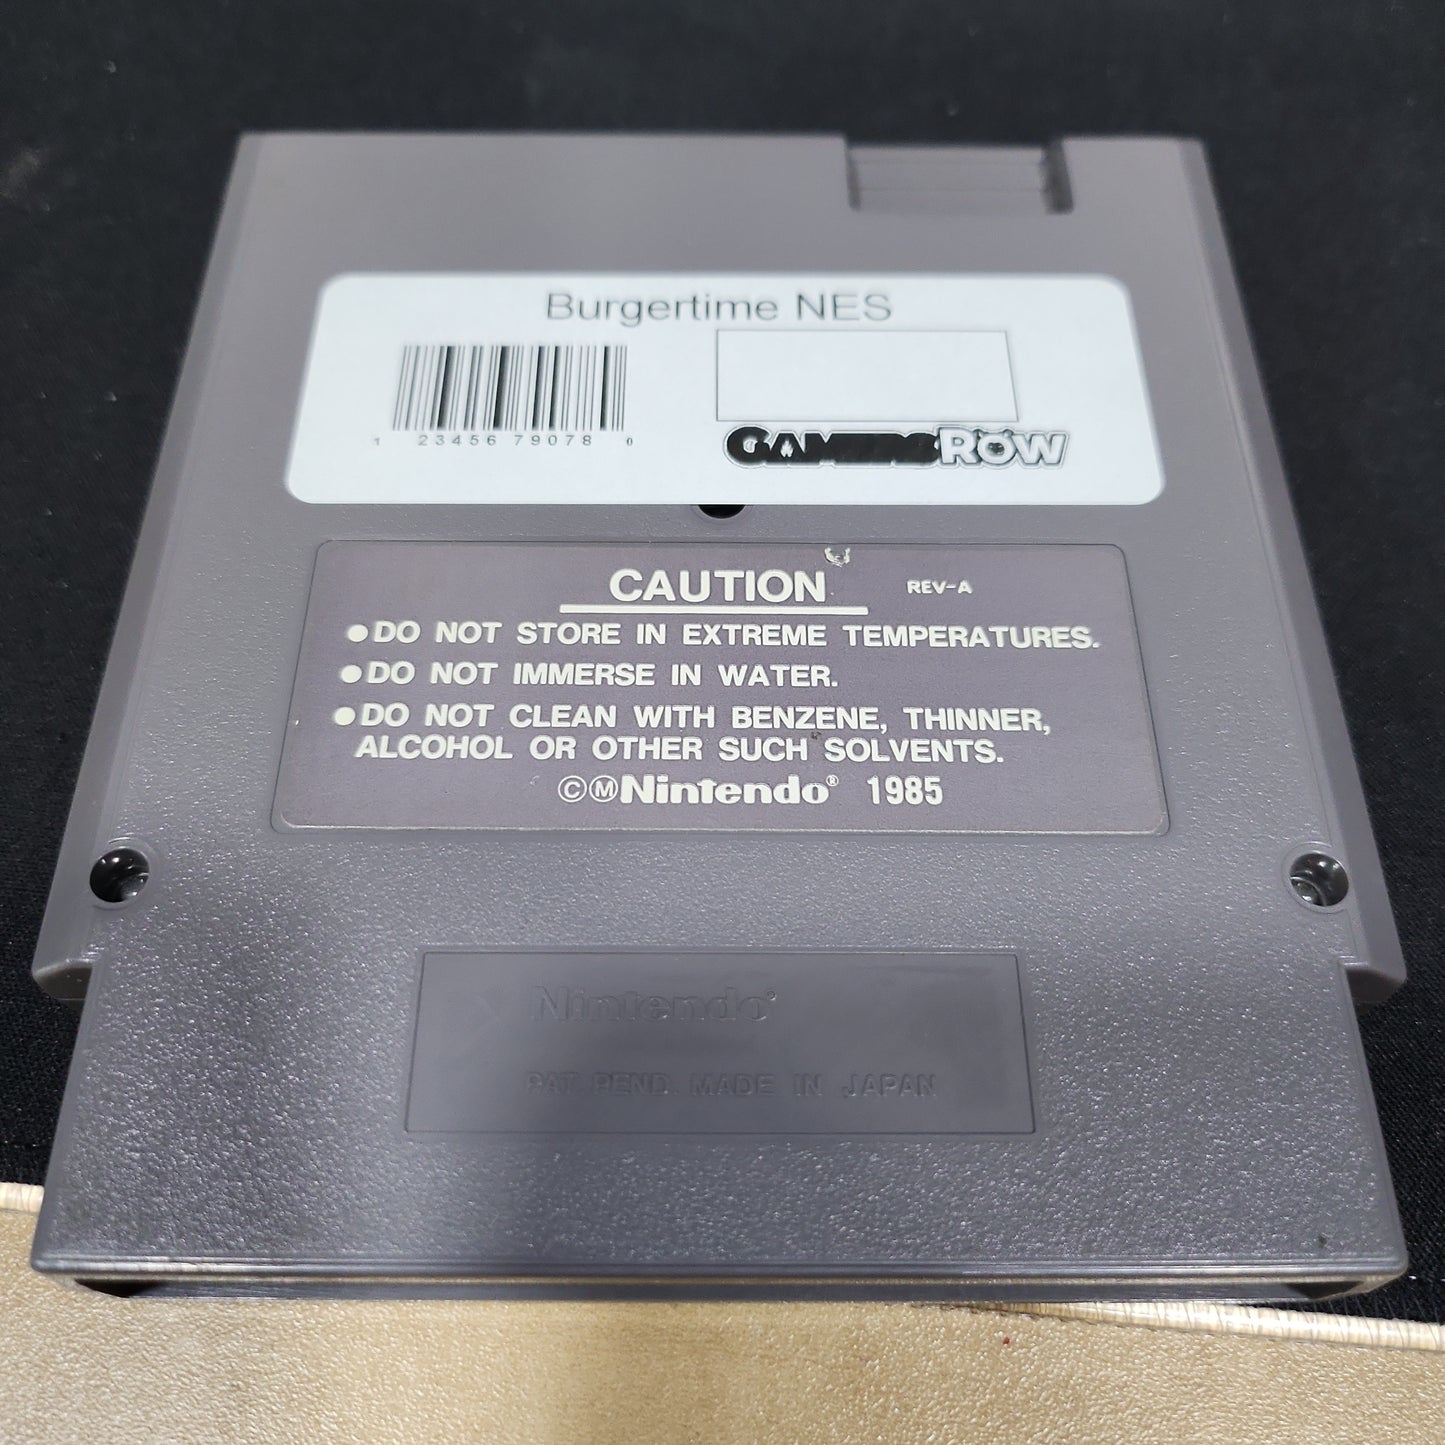 Burgertime NES
1 23456 79078 0
GAMERSROW
CAUTION REV-A
●DO NOT STORE IN EXTREME TEMPERATURES.
●DO NOT IMMERSE IN WATER.
●DO NOT CLEAN WITH BENZENE, THINNER,
ALCOHOL OR OTHER SUCH SOLVENTS.
©ⓂNintendo® 1985
Nintendo®
PAT. PEND. MADE IN JAPAN